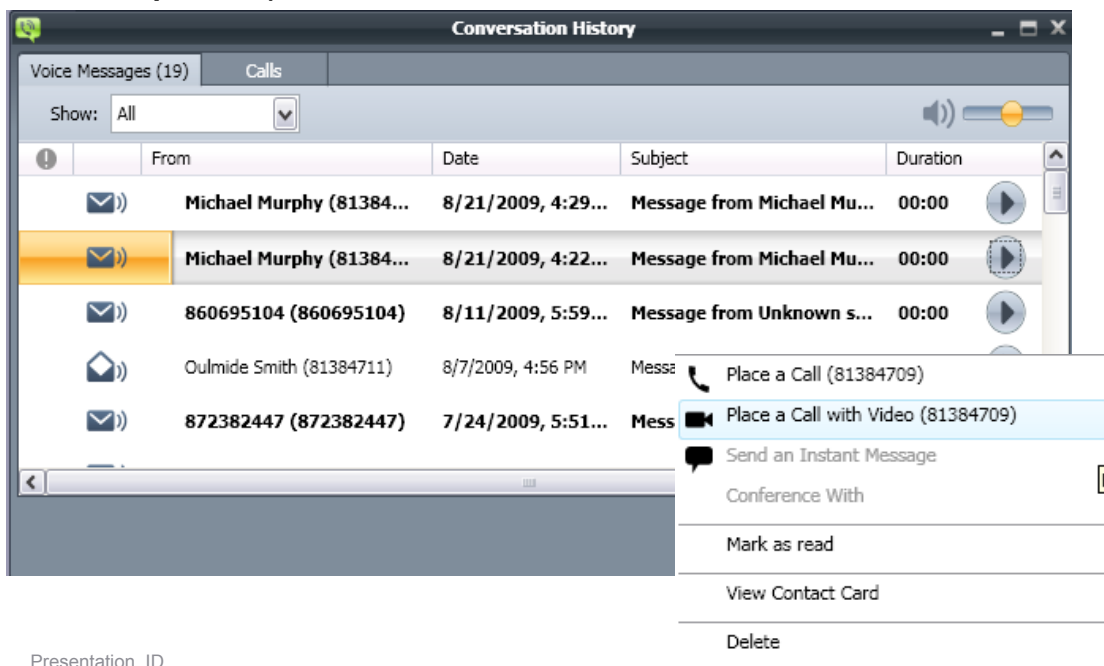 Conversation History
Voice Messages (19) Calls
Show: All
From Date Subject Duration
Michael Murphy (81384... 8/21/2009, 4:29... Message from Michael Mu... 00:00
Michael Murphy (81384... 8/21/2009, 4:22... Message from Michael Mu... 00:00
860695104 (860695104) 8/11/2009, 5:59... Message from Unknown s... 00:00
Oulmide Smith (81384711) 8/7/2009, 4:56 PM Messa
872382447 (872382447) 7/24/2009, 5:51... Mess
Place a Call (81384709)
Place a Call with Video (81384709)
Send an Instant Message
Conference With
Mark as read
View Contact Card
Delete
Presentation_ID